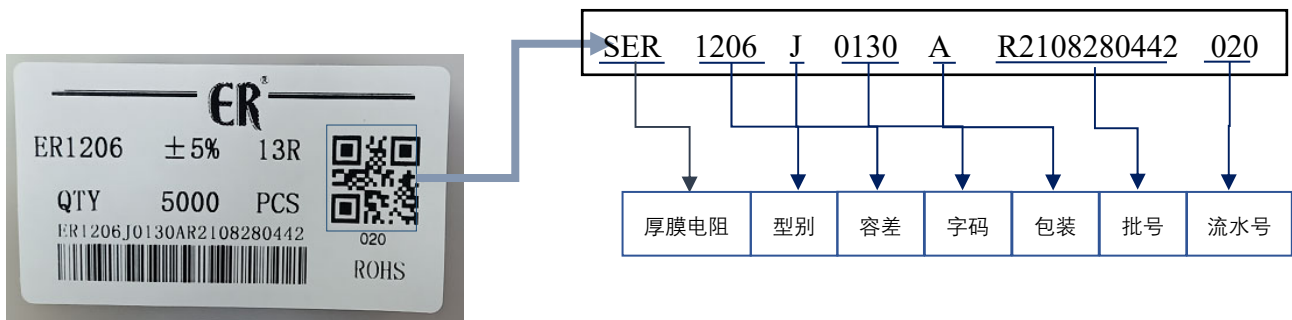 SER 1206 J 0130 A R2108280442 020
ER®
ER1206 ±5% 13R
QTY 5000 PCS
ER1206J0130AR2108280442
020
ROHS
厚膜电阻 型别 容差 字码 包装 批号 流水号